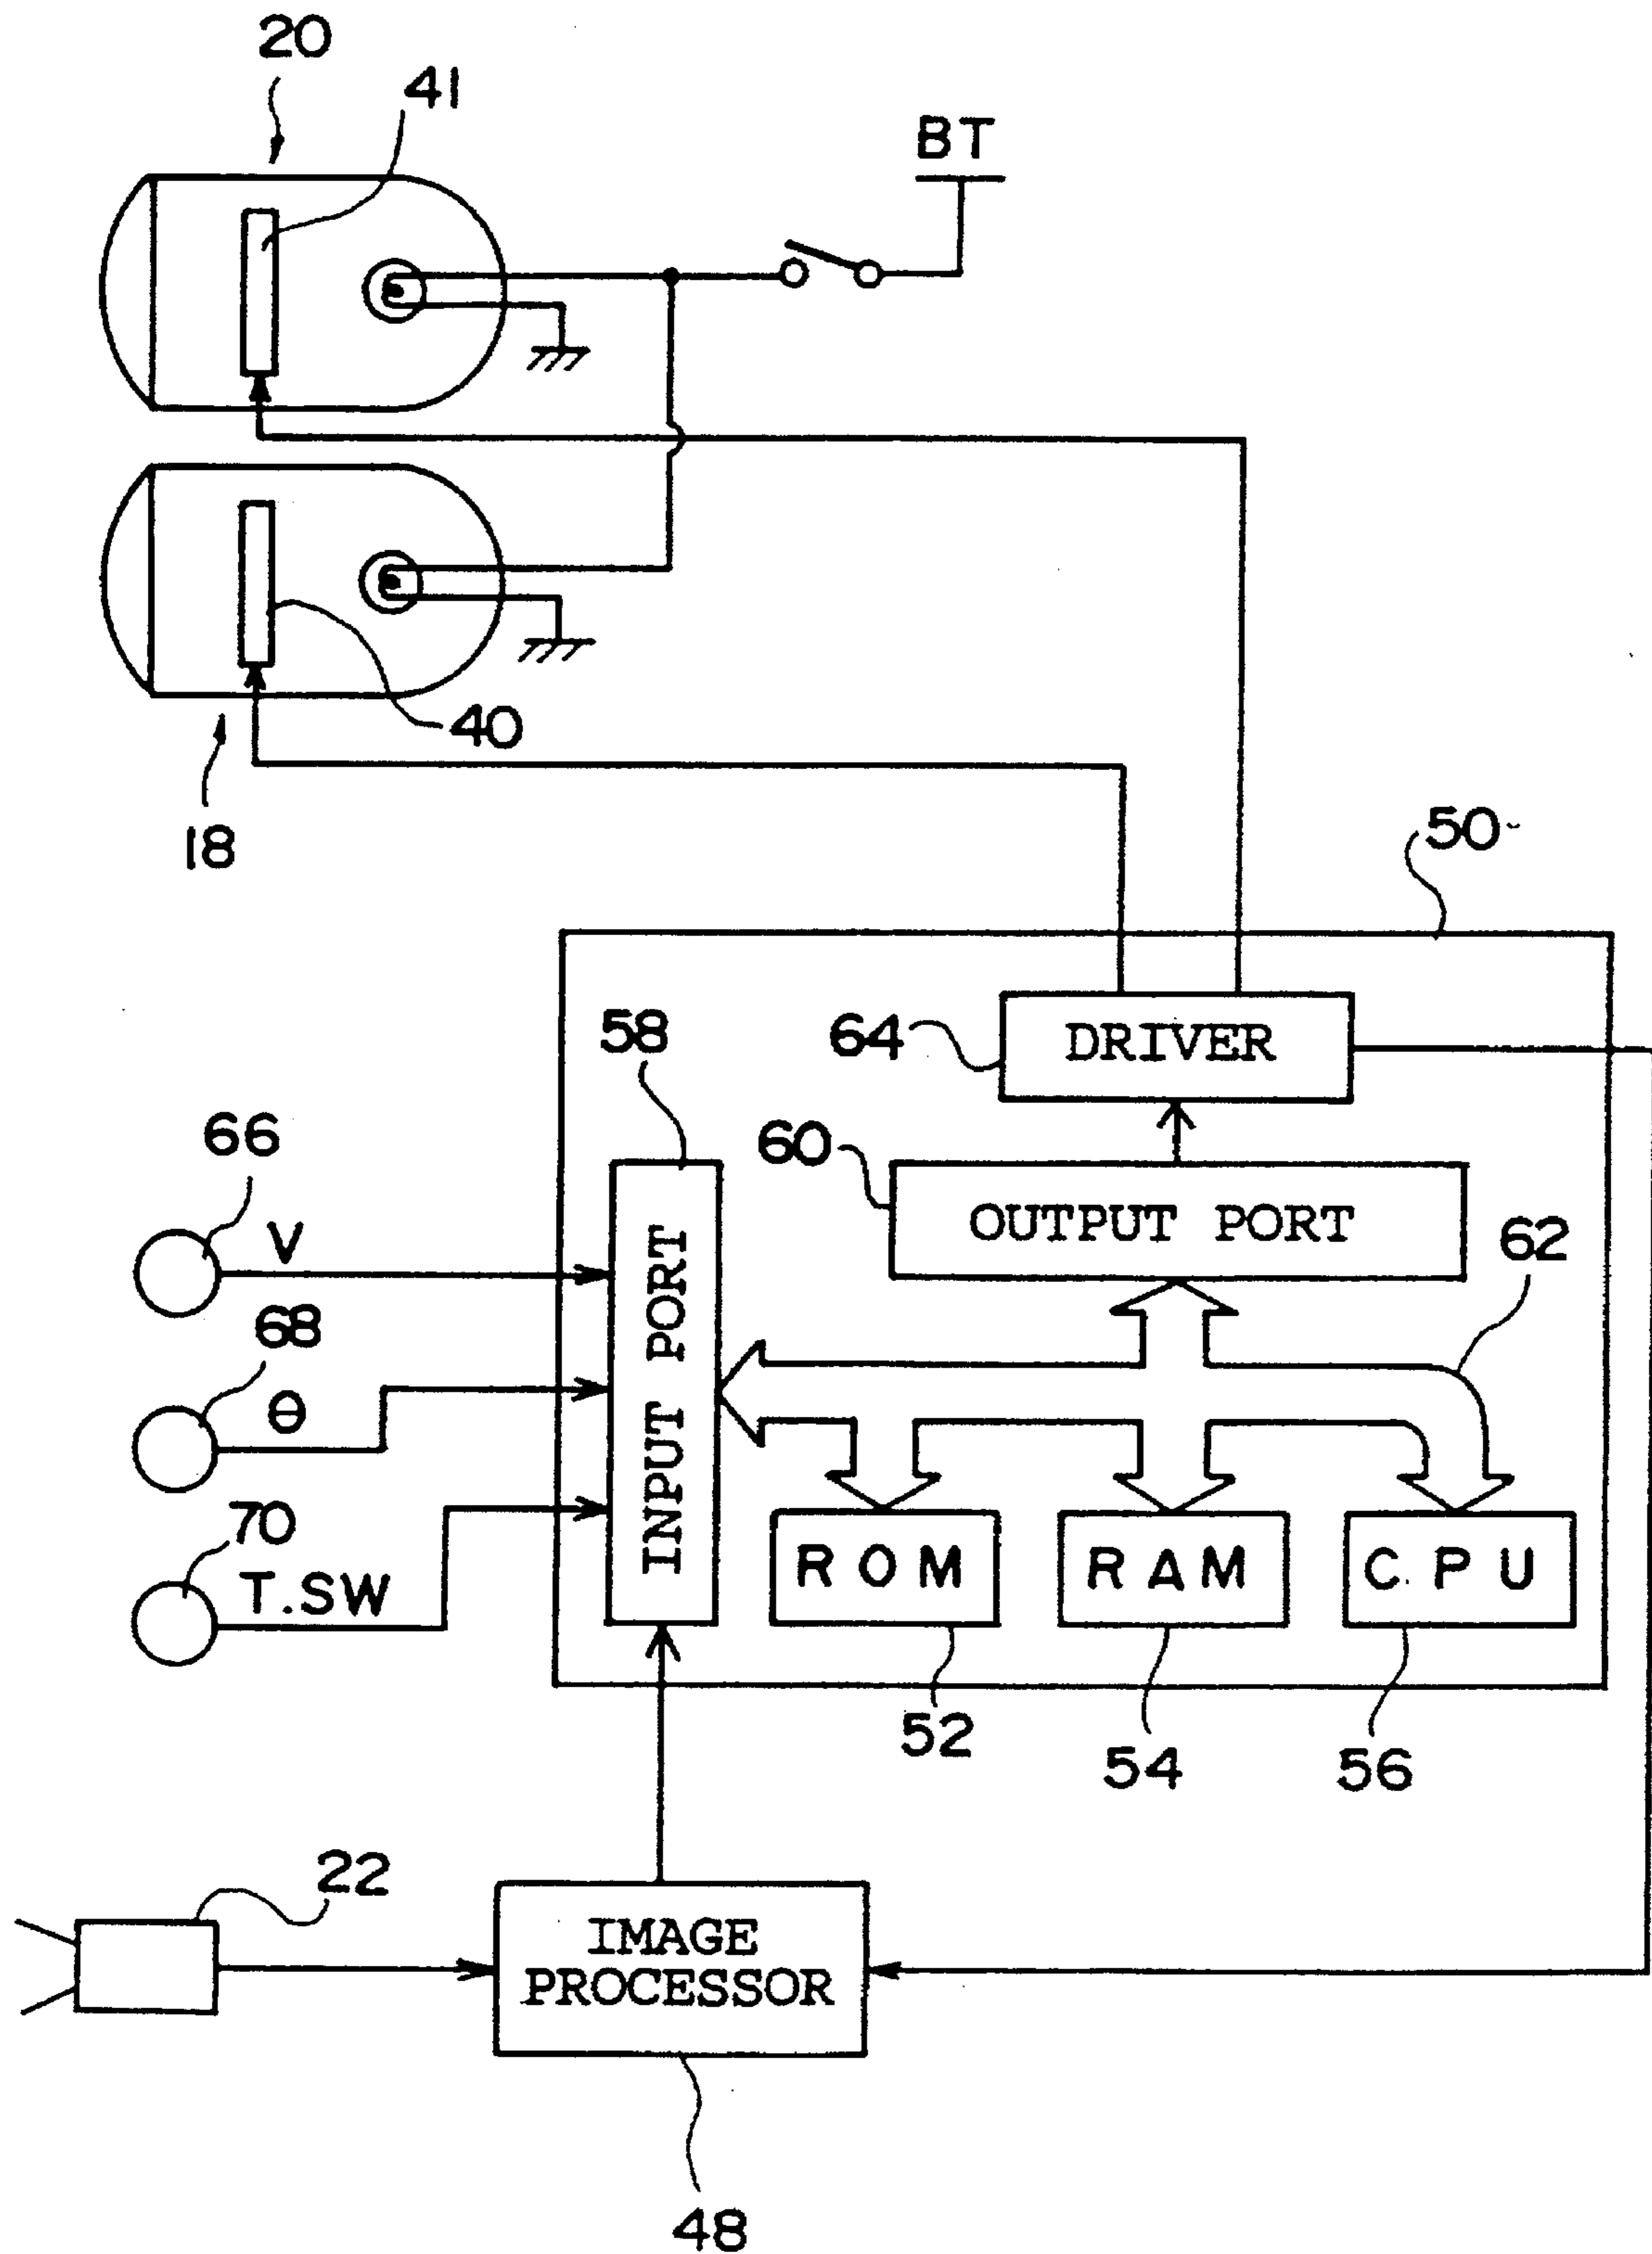 20
41
BT
40
18
50
58
64
DRIVER
66
60
V
OUTPUT PORT
62
68
INPUT PORT
θ
70
T.SW
ROM
RAM
CPU
52
54
56
22
IMAGE
PROCESSOR
48